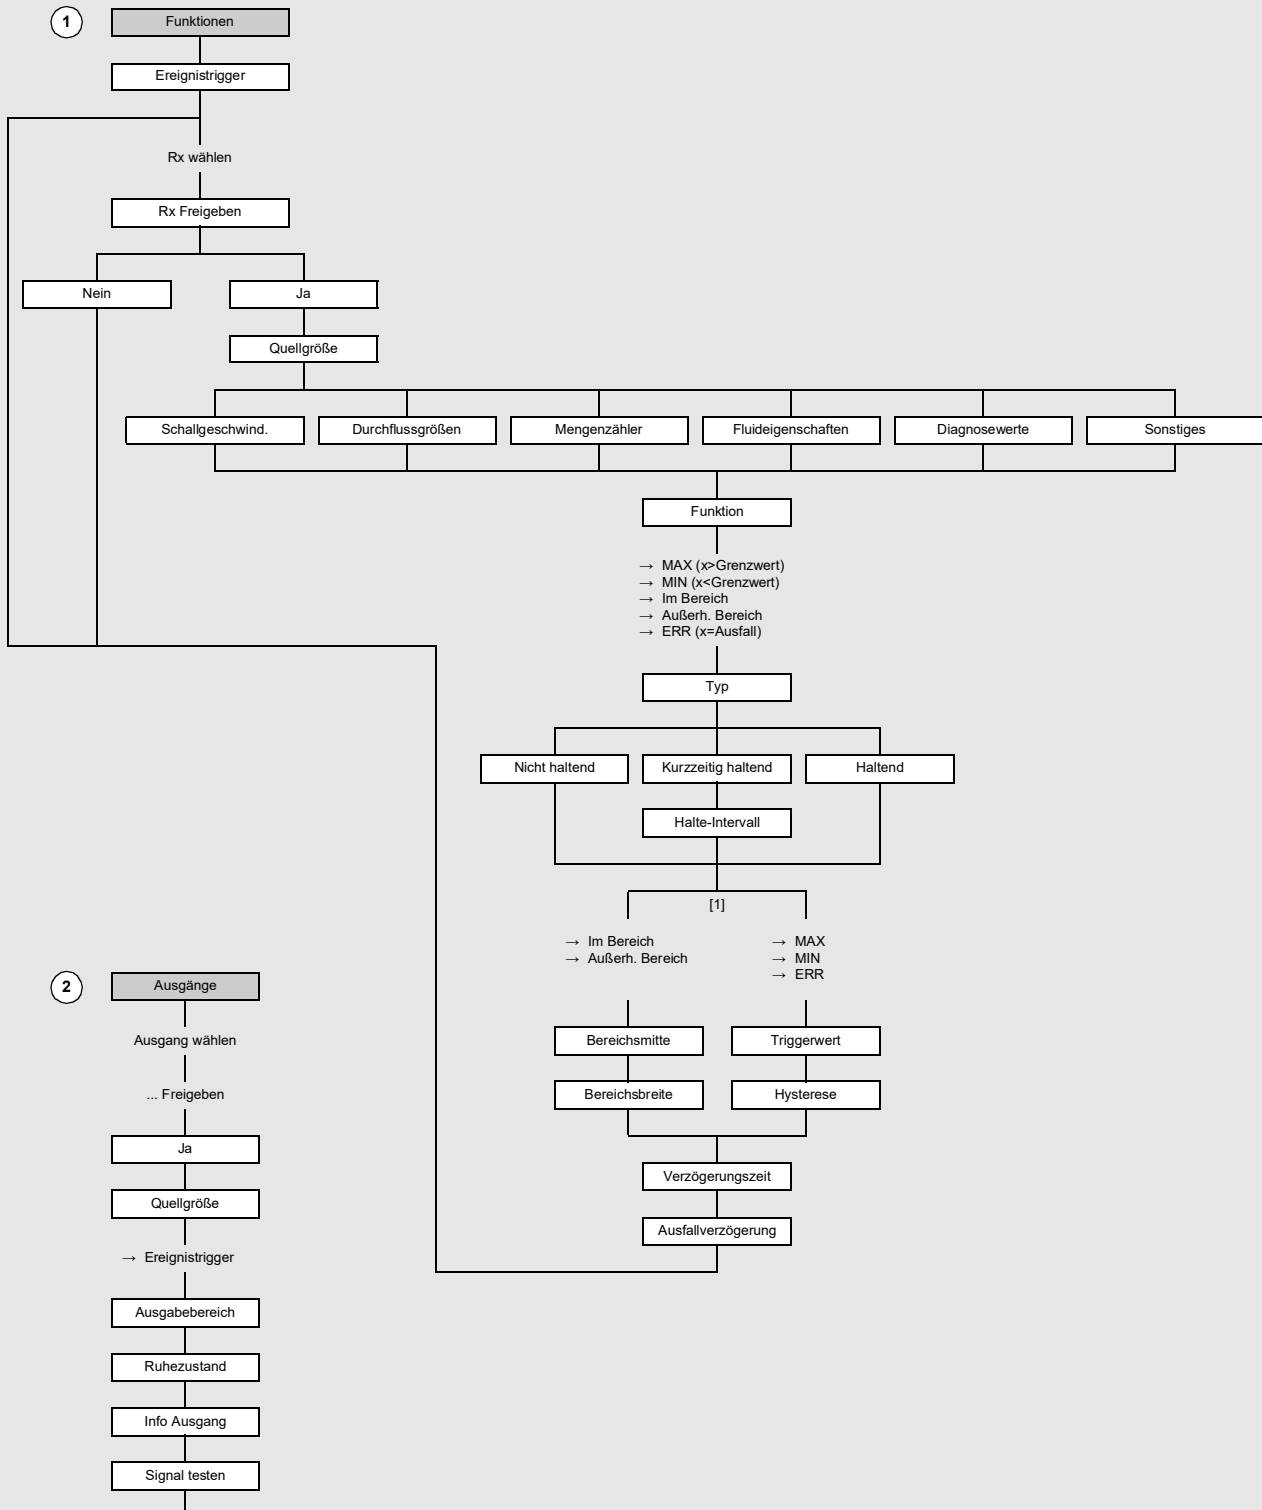 1
Funktionen
Ereignistrigger
Rx wählen
Rx Freigeben
Nein
Ja
Quellgröße
Schallgeschwind.
Durchflussgrößen
Mengenzähler
Fluideigenschaften
Diagnosewerte
Sonstiges
Funktion
→ MAX (x>Grenzwert)
→ MIN (x<Grenzwert)
→ Im Bereich
→ Außerh. Bereich
→ ERR (x=Ausfall)
Typ
Nicht haltend
Kurzzeitig haltend
Haltend
Halte-Intervall
[1]
→ Im Bereich
→ Außerh. Bereich
→ MAX
→ MIN
→ ERR
Bereichsmitte
Triggerwert
Bereichsbreite
Hysterese
Verzögerungszeit
Ausfallverzögerung
2
Ausgänge
Ausgang wählen
... Freigeben
Ja
Quellgröße
→ Ereignistrigger
Ausgabebereich
Ruhezustand
Info Ausgang
Signal testen